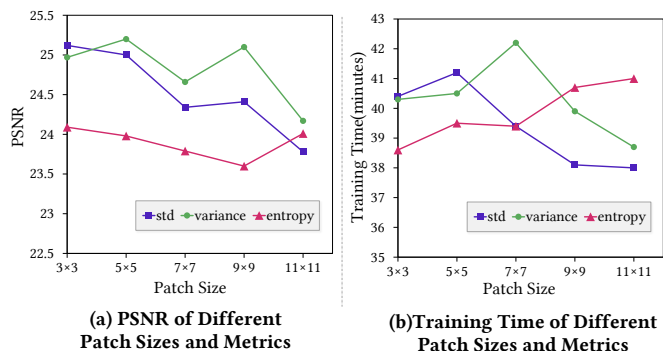 25.5
25
24.5
24
23.5
23
22.5
PSNR
std variance entropy
3×3 5×5 7×7 9×9 11×11
Patch Size
(a) PSNR of Different
Patch Sizes and Metrics
43
42
41
40
39
38
37
36
35
Training Time(minutes)
std variance entropy
3×3 5×5 7×7 9×9 11×11
Patch Size
(b)Training Time of Different
Patch Sizes and Metrics